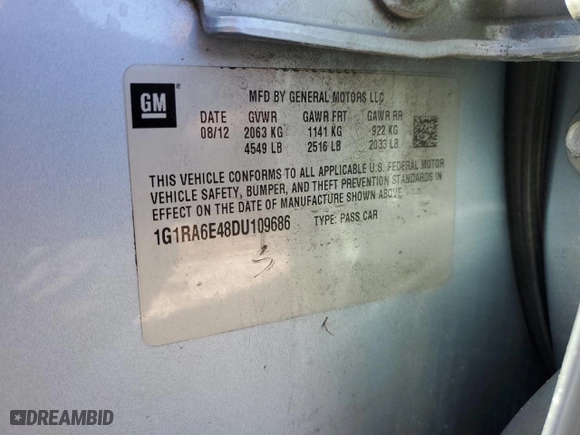 GM
MFD BY GENERAL MOTORS LLC
DATE GVWR GAWR FRT GAWR RR
08/12 2063 KG 1141 KG 922 KG
4549 LB 2516 LB 2033 LB
THIS VEHICLE CONFORMS TO ALL APPLICABLE U.S. FEDERAL MOTOR
VEHICLE SAFETY, BUMPER, AND THEFT PREVENTION STANDARDS IN
EFFECT ON THE DATE OF MANUFACTURE SHOWN ABOVE.
1G1RA6E48DU109686 TYPE: PASS CAR
DREAMBID